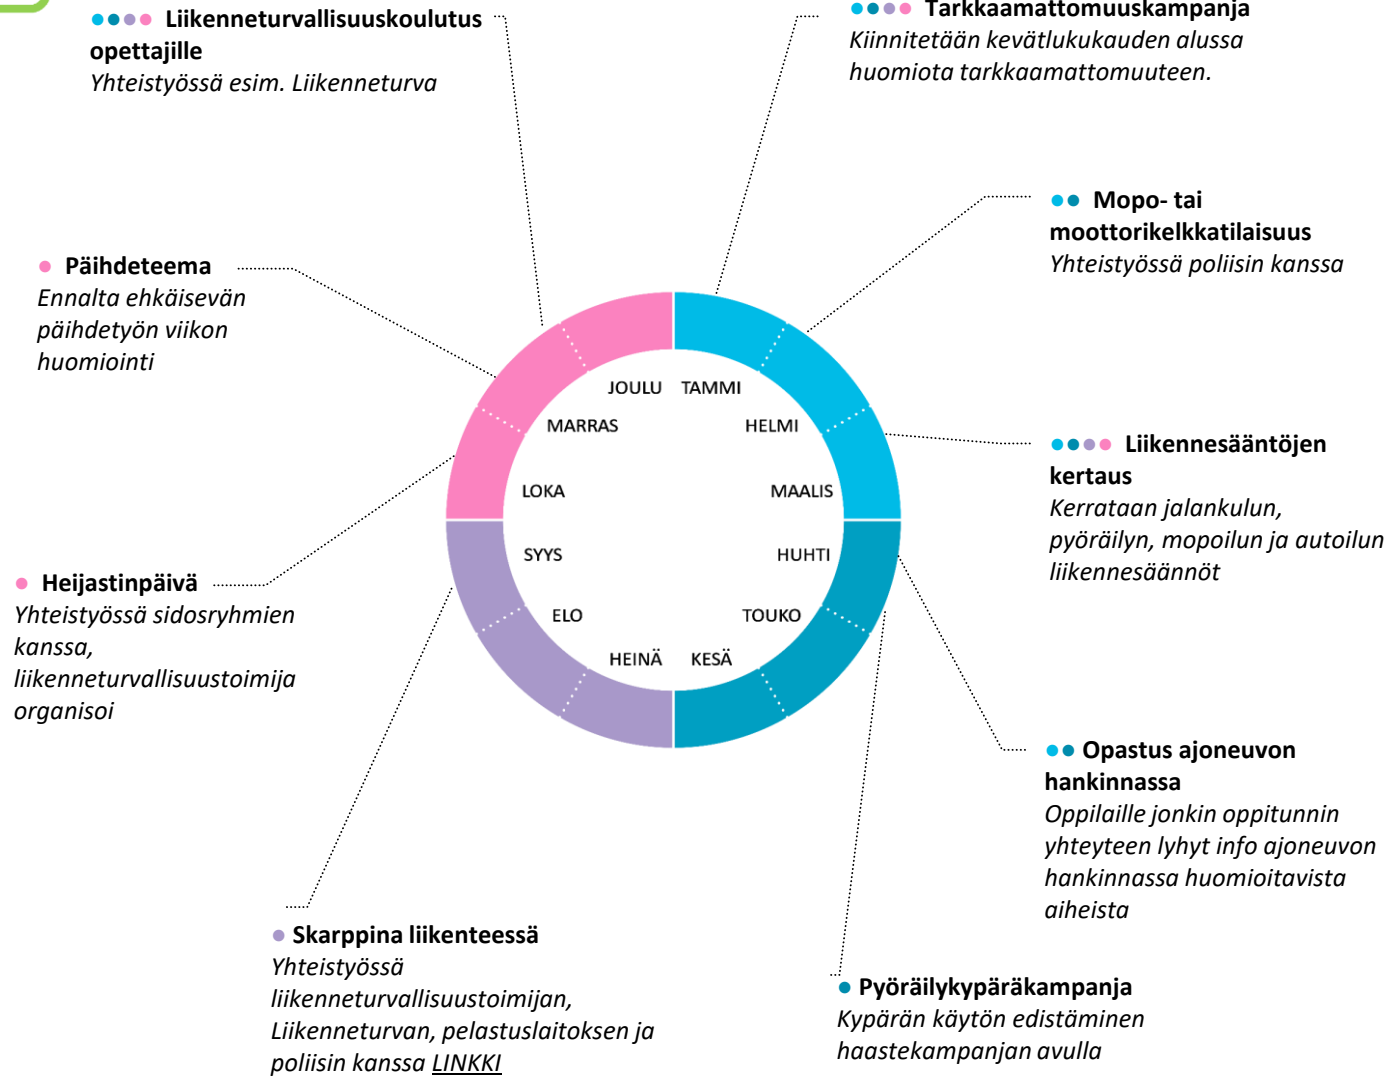 Liikenneturvallisuuskoulutus
opettajille
Yhteistyössä esim. Liikenneturva
Tarkkaamattomuuskampanja
Kiinnitetään kevätlukukauden alussa
huomiota tarkkaamattomuuteen.
Mopo- tai
moottorikelkkatilaisuus
Yhteistyössä poliisin kanssa
Päihdeteema
Ennalta ehkäisevän
päihdetyön viikon
huomiointi
JOULU
TAMMI
MARRAS
HELMI
LOKA
MAALIS
SYYS
HUHTI
ELO
TOUKO
HEINÄ
KESÄ
Liikennesääntöjen
kertaus
Kerrataan jalankulun,
pyöräilyn, mopoilun ja autoilun
liikennesäännöt
Heijastinpäivä
Yhteistyössä sidosryhmien
kanssa,
liikenneturvallisuustoimija
organisoi
Opastus ajoneuvon
hankinnassa
Oppilaille jonkin oppitunnin
yhteyteen lyhyt info ajoneuvon
hankinnassa huomioitavista
aiheista
Skarppina liikenteessä
Yhteistyössä
liikenneturvallisuustoimijan,
Liikenneturvan, pelastuslaitoksen ja
poliisin kanssa LINKKI
Pyöräilykypäräkampanja
Kypärän käytön edistäminen
haastekampanjan avulla